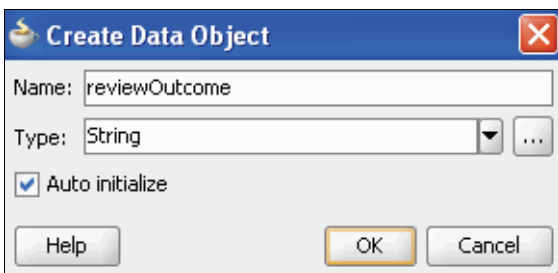 Create Data Object
Name: reviewOutcome
Type: String ...
Auto initialize
Help OK Cancel